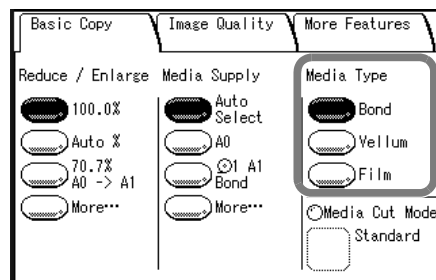 Basic Copy
Image Quality
More Features
Reduce / Enlarge
100.0%
Auto %
70.7%
A0 -> A1
More…
Media Supply
Auto
Select
A0
1 A1
Bond
More…
Media Type
Bond
Vellum
Film
Media Cut Mode
Standard